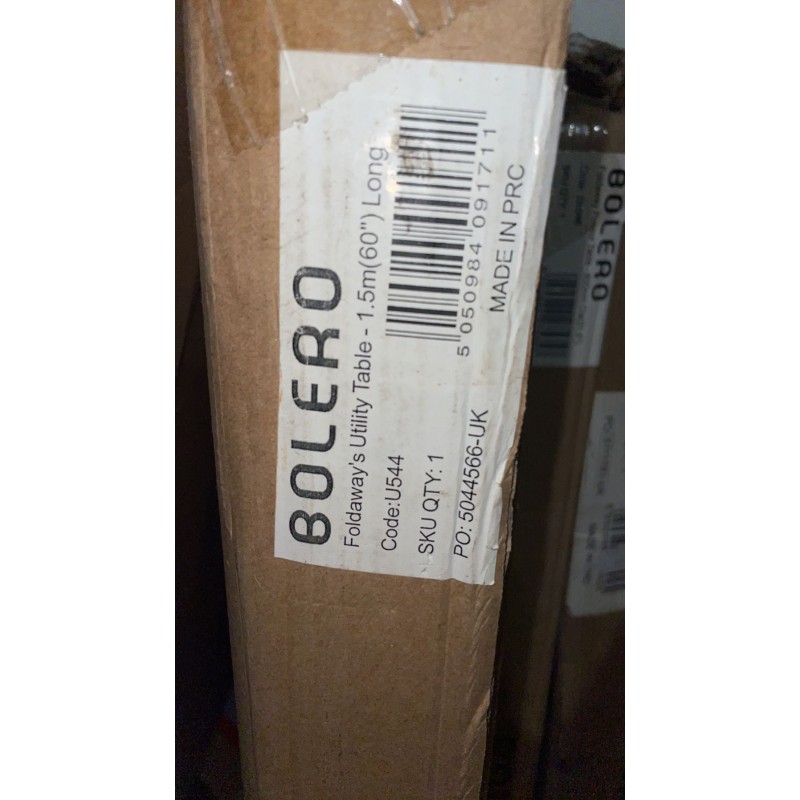 BOLERO
Foldaway's Utility Table - 1.5m(60") Long
Code:U544
SKU QTY: 1
PO: 5044566-UK
5 050984 091711
MADE IN PRC
BOLERO